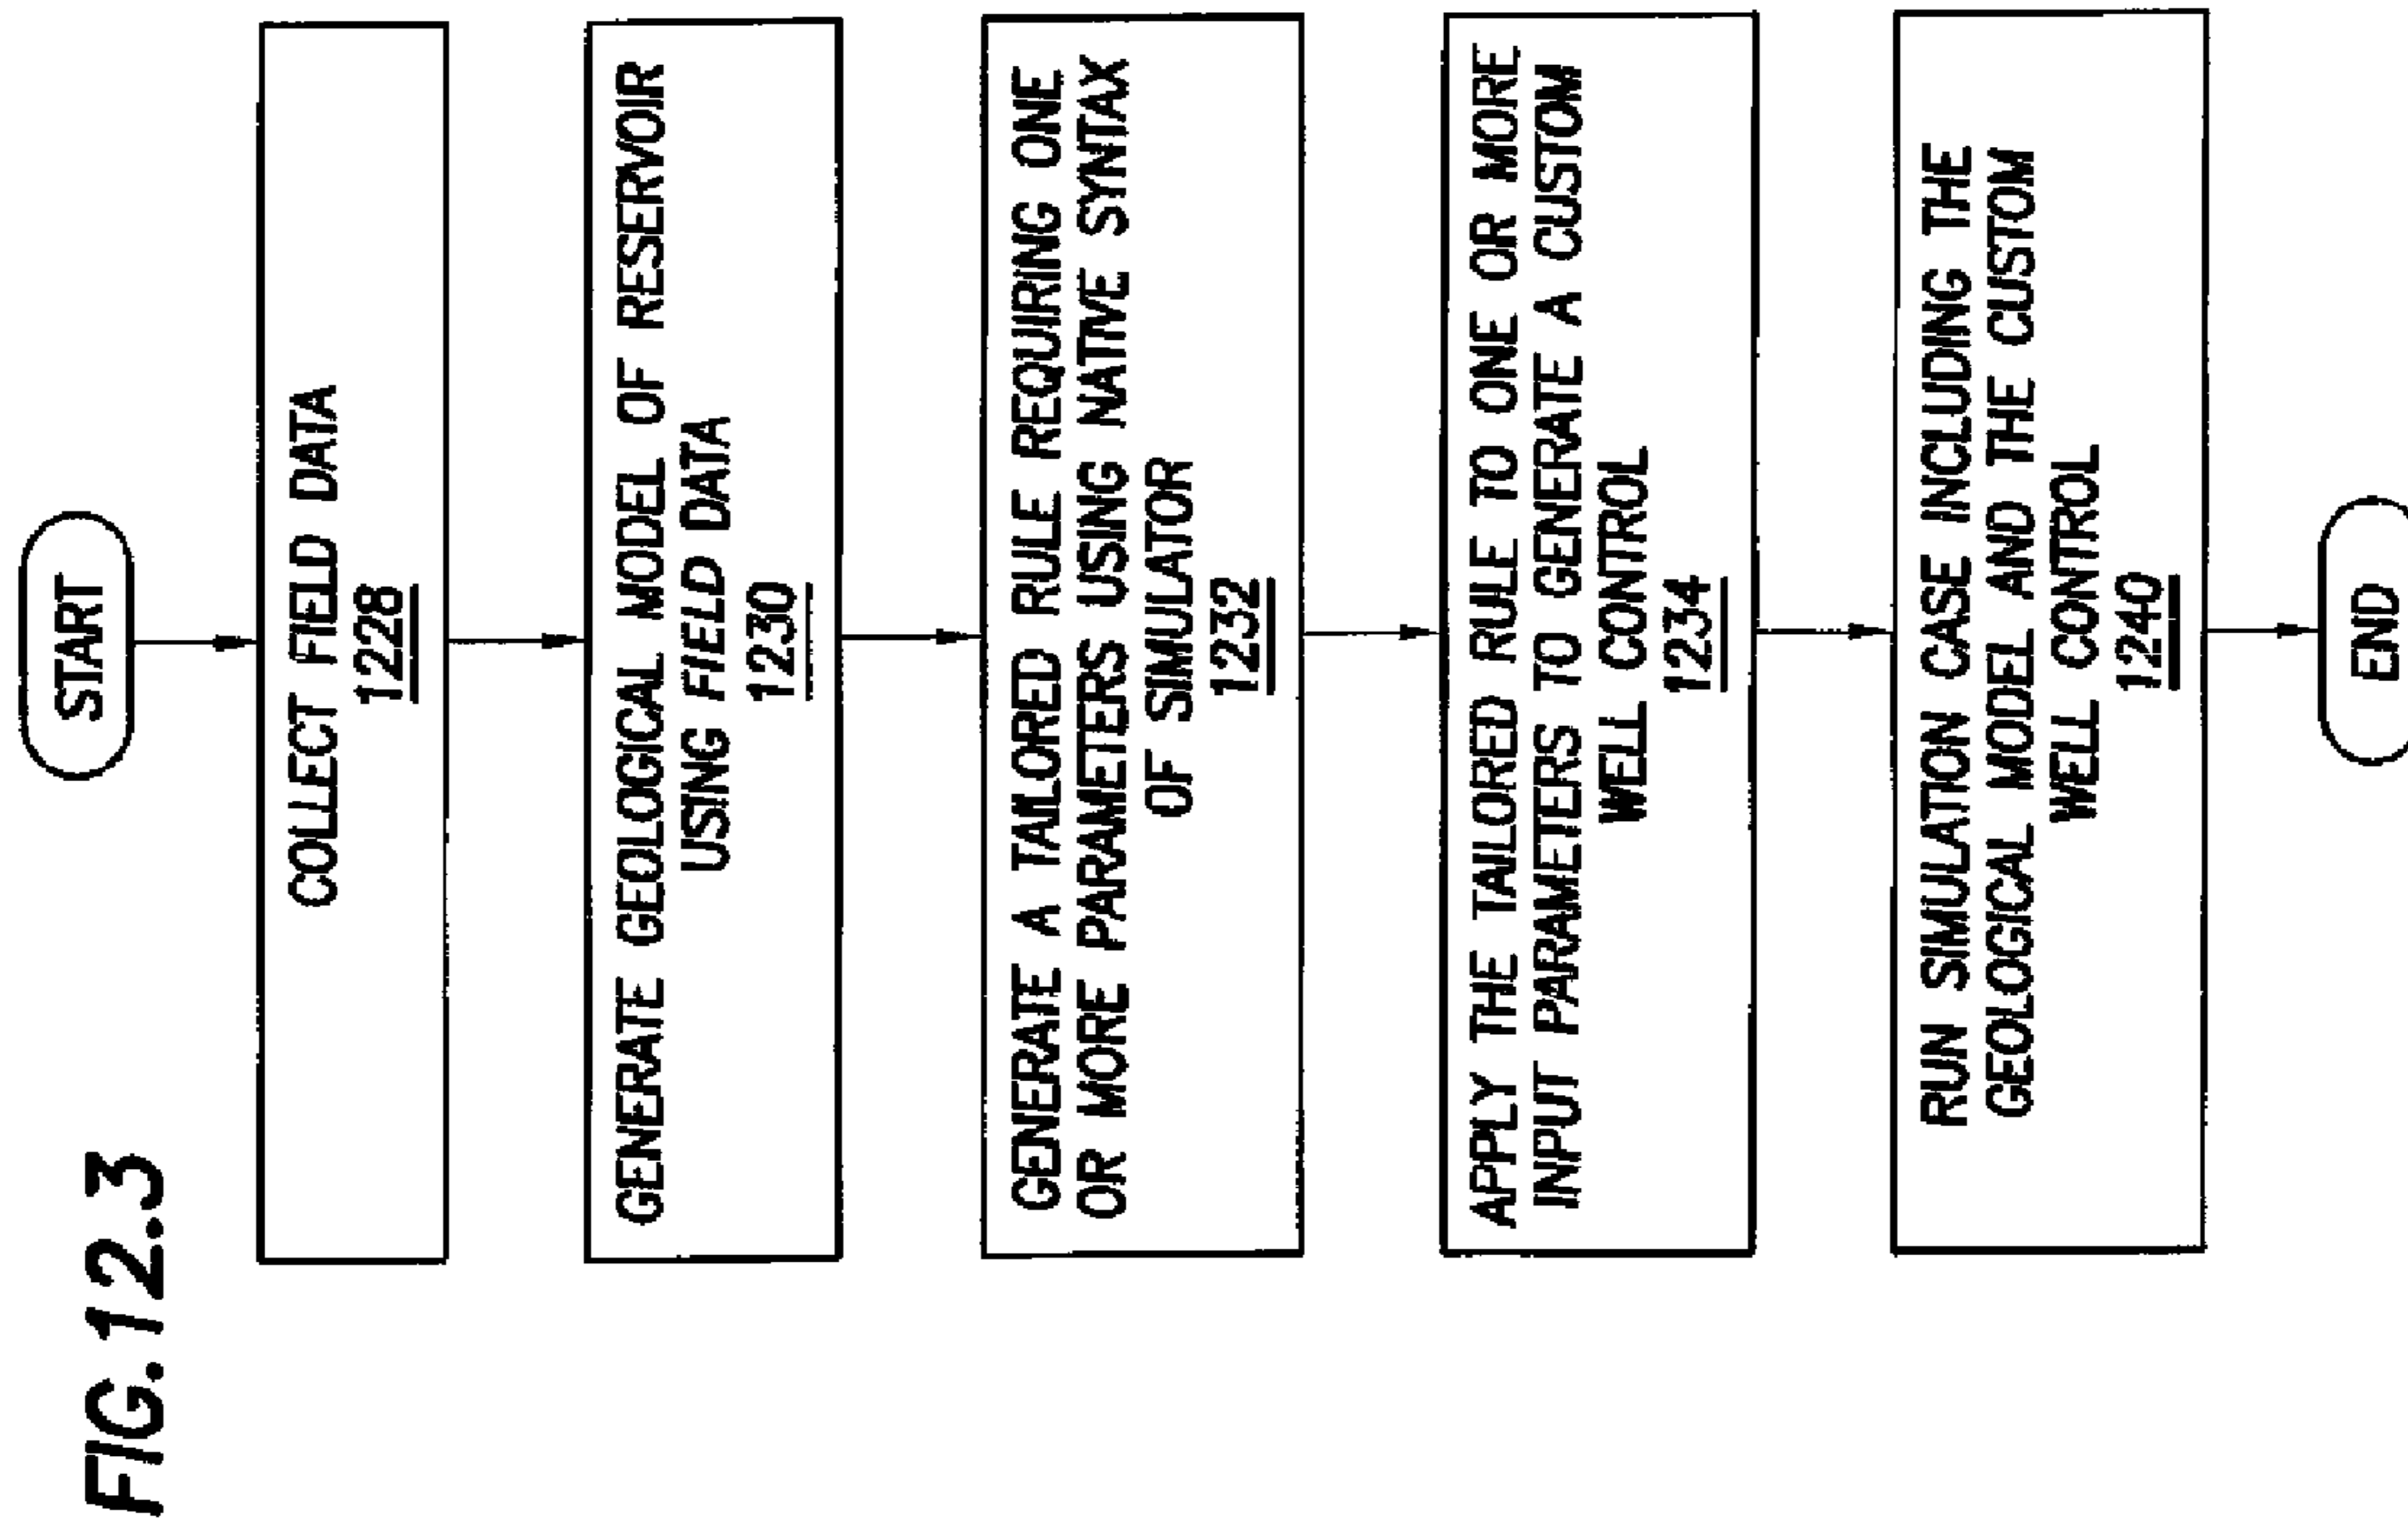 FIG. 12.3
START
COLLECT FIELD DATA
1228
GENERATE GEOLOGICAL MODEL OF RESERVOIR
USING FIELD DATA
1230
GENERATE A TAILORED RULE REQUIRING ONE
OR MORE PARAMETERS USING NATIVE SYNTAX
OF SIMULATOR
1232
APPLY THE TAILORED RULE TO ONE OR MORE
INPUT PARAMETERS TO GENERATE A CUSTOM
WELL CONTROL
1234
RUN SIMULATION CASE INCLUDING THE
GEOLOGICAL MODEL AND THE CUSTOM
WELL CONTROL
1240
END